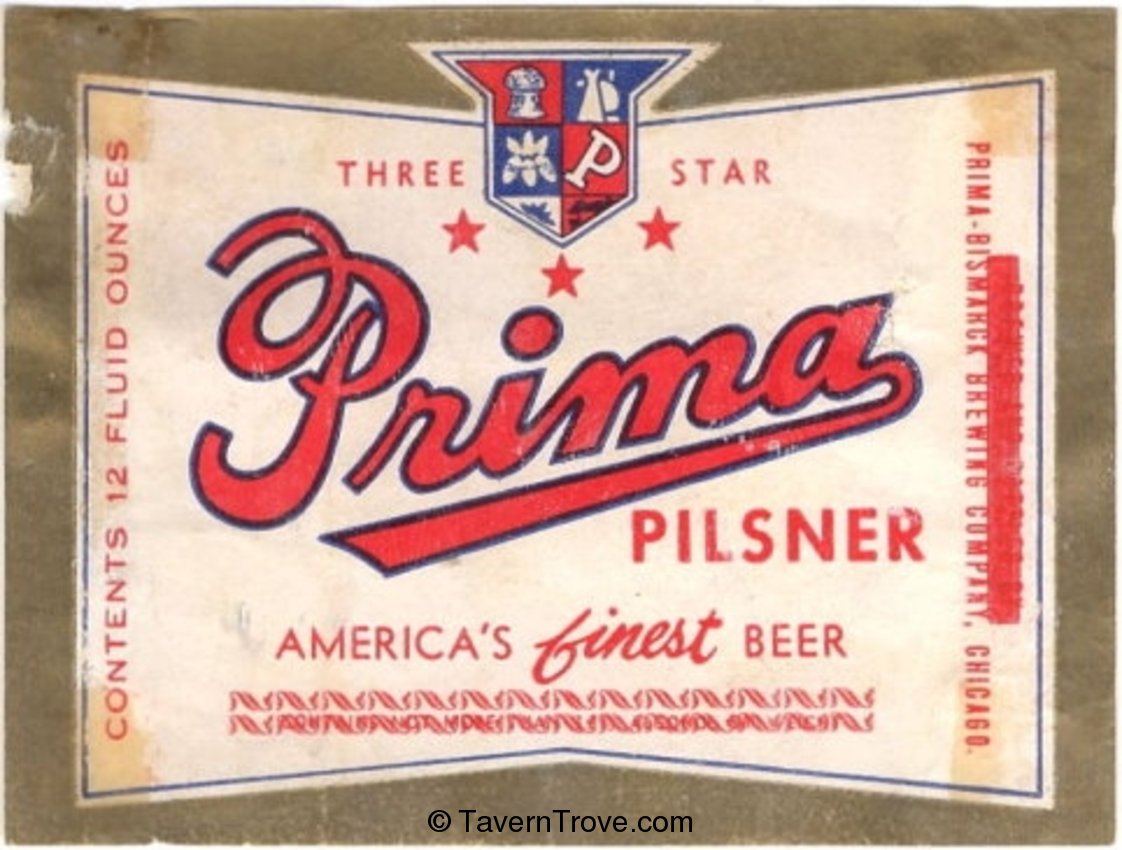 P
THREE STAR
Prima
PILSNER
AMERICA'S finest BEER
CONTENTS 12 FLUID OUNCES
PRIMA-BISMARCK BREWING COMPANY, CHICAGO.
© TavernTrove.com